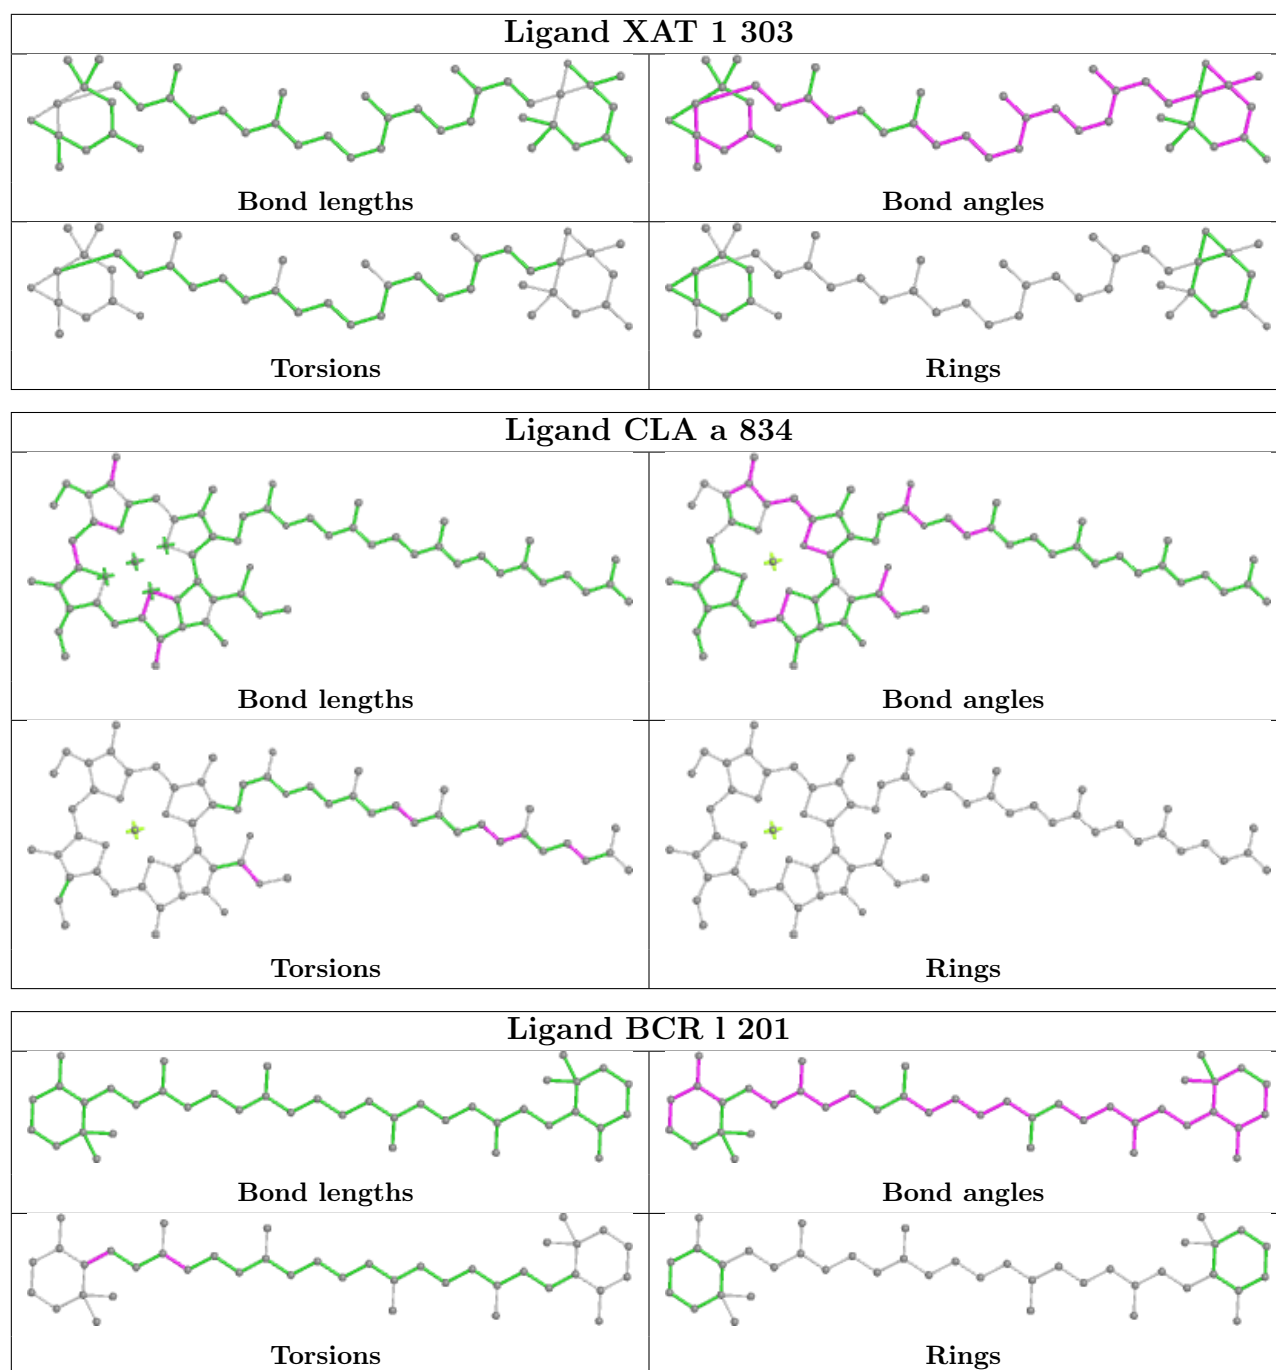 Ligand XAT 1 303
Bond lengths
Bond angles
Torsions
Rings
Ligand CLA a 834
Bond lengths
Bond angles
Torsions
Rings
Ligand BCR l 201
Bond lengths
Bond angles
Torsions
Rings